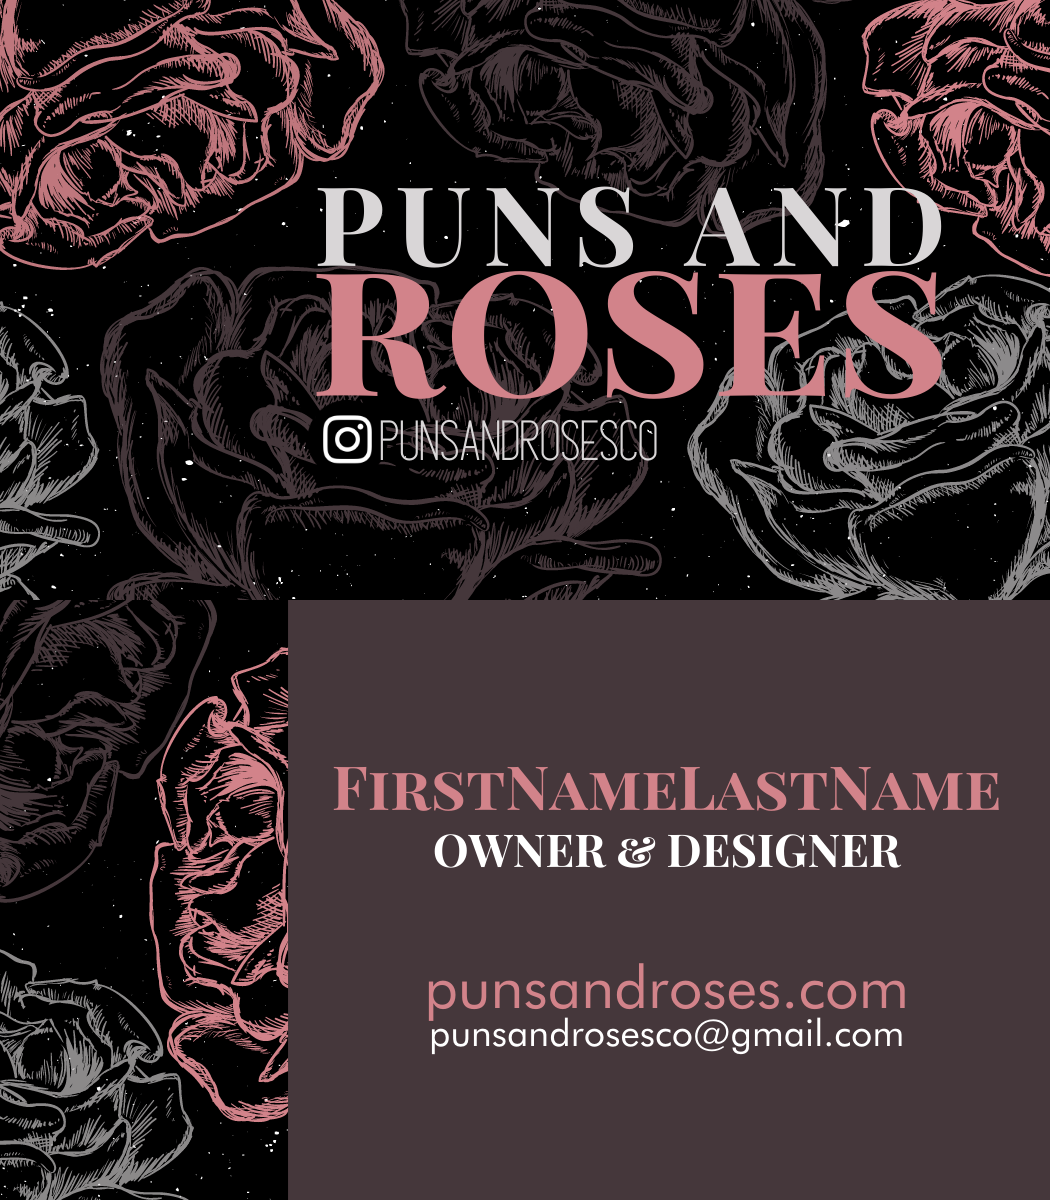 PUNS AND
ROSES
PUNSANDROSESCO
FIRSTNAMELASTNAME
OWNER & DESIGNER
punsandroses.com
punsandrosesco@gmail.com